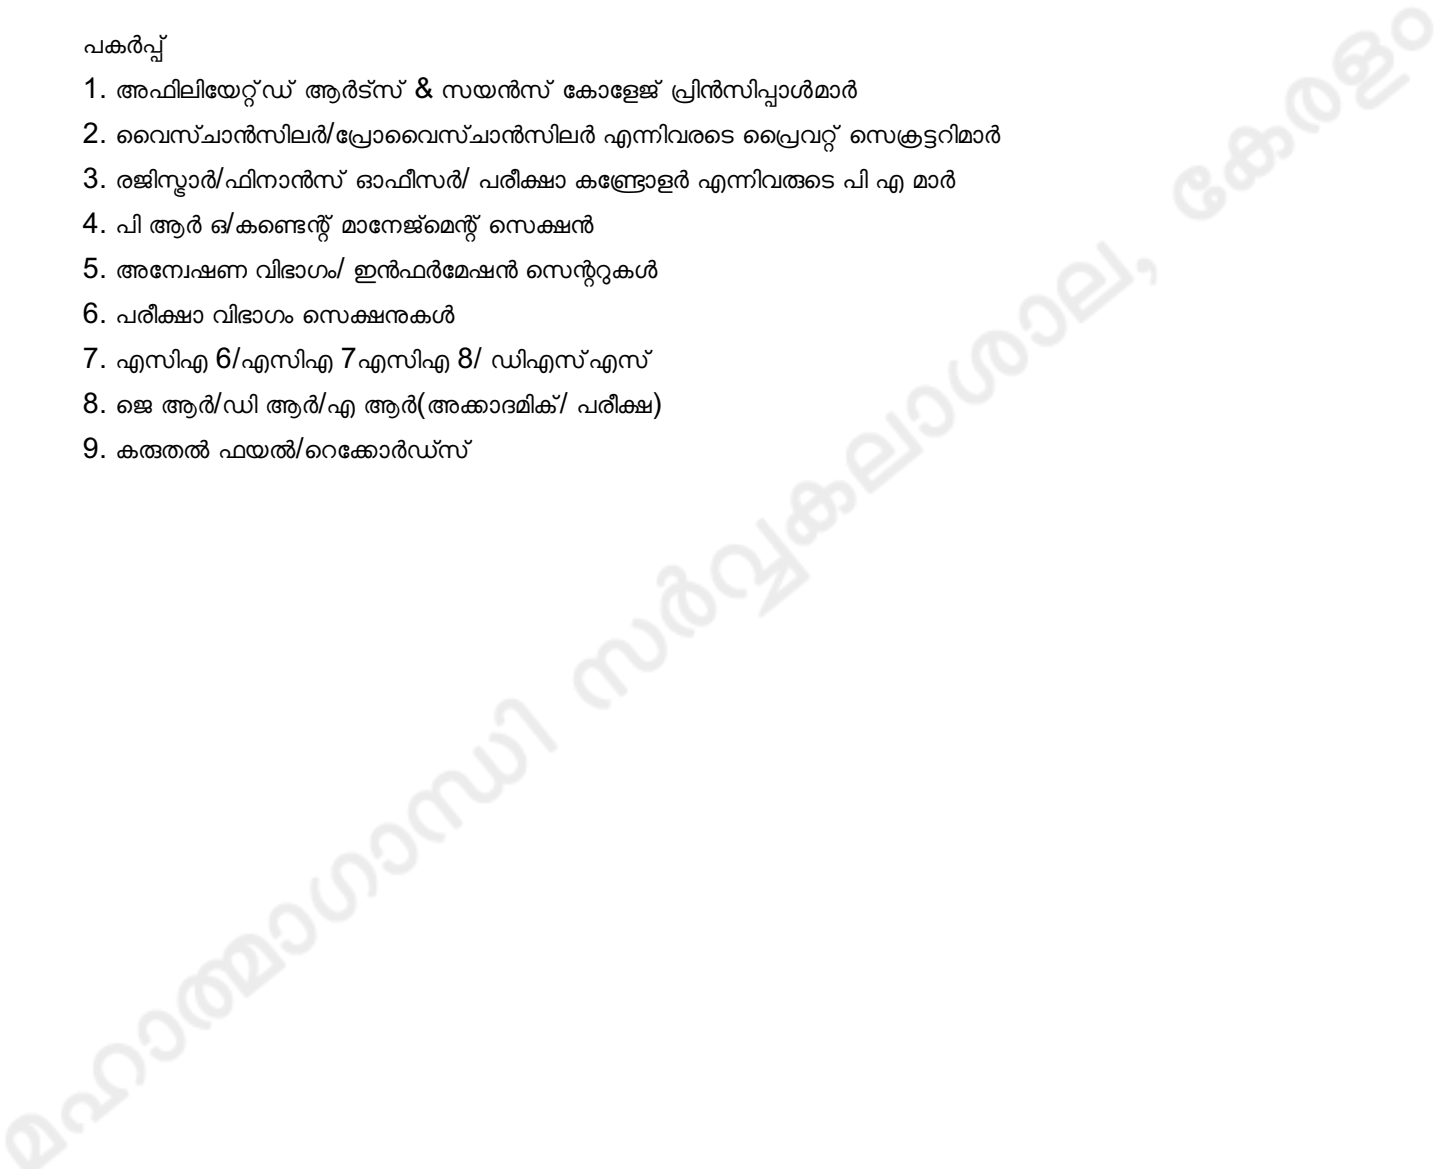 പകർപ്പ്
1. അഫിലിയേറ്റ്ഡ് ആർട്സ് & സയൻസ് കോളേജ് പ്രിൻസിപ്പാൾമാർ
2. വൈസ്ചാൻസിലർ/പ്രോവൈസ്ചാൻസിലർ എന്നിവരടെ പ്രൈവറ്റ് സെക്രട്ടറിമാർ
3. രജിസ്ട്രാർ/ഫിനാൻസ് ഓഫീസർ/ പരീക്ഷാ കണ്ട്രോളർ എന്നിവരുടെ പി എ മാർ
4. പി ആർ ഒ/കണ്ടെന്റ് മാനേജ്മെന്റ് സെക്ഷൻ
5. അന്വേഷണ വിഭാഗം/ ഇൻഫർമേഷൻ സെന്ററുകൾ
6. പരീക്ഷാ വിഭാഗം സെക്ഷനുകൾ
7. എസിഎ 6/എസിഎ 7എസിഎ 8/ ഡിഎസ്എസ്
8. ജെ ആർ/ഡി ആർ/എ ആർ(അക്കാദമിക്/ പരീക്ഷ)
9. കരുതൽ ഫയൽ/റെക്കോർഡ്സ്
മഹാത്മാഗാന്ധി സർവ്വകലാശാല, കേരളം